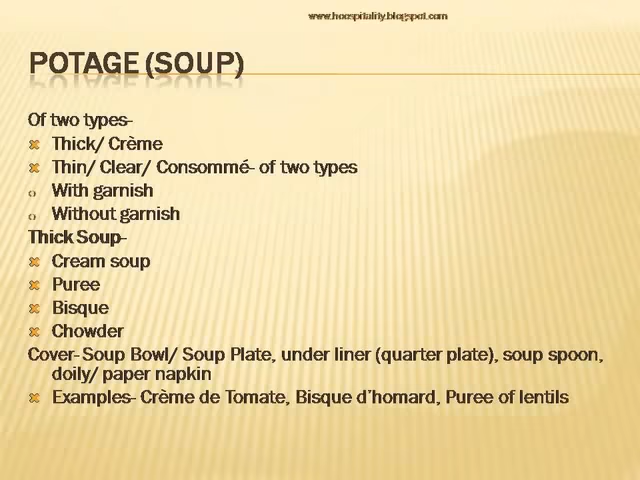 www.hocspitality.blogspot.com
POTAGE (SOUP)
Of two types-
Thick/ Crème
Thin/ Clear/ Consommé- of two types
With garnish
Without garnish
Thick Soup-
Cream soup
Puree
Bisque
Chowder
Cover- Soup Bowl/ Soup Plate, under liner (quarter plate), soup spoon,
doily/ paper napkin
Examples- Crème de Tomate, Bisque d'homard, Puree of lentils